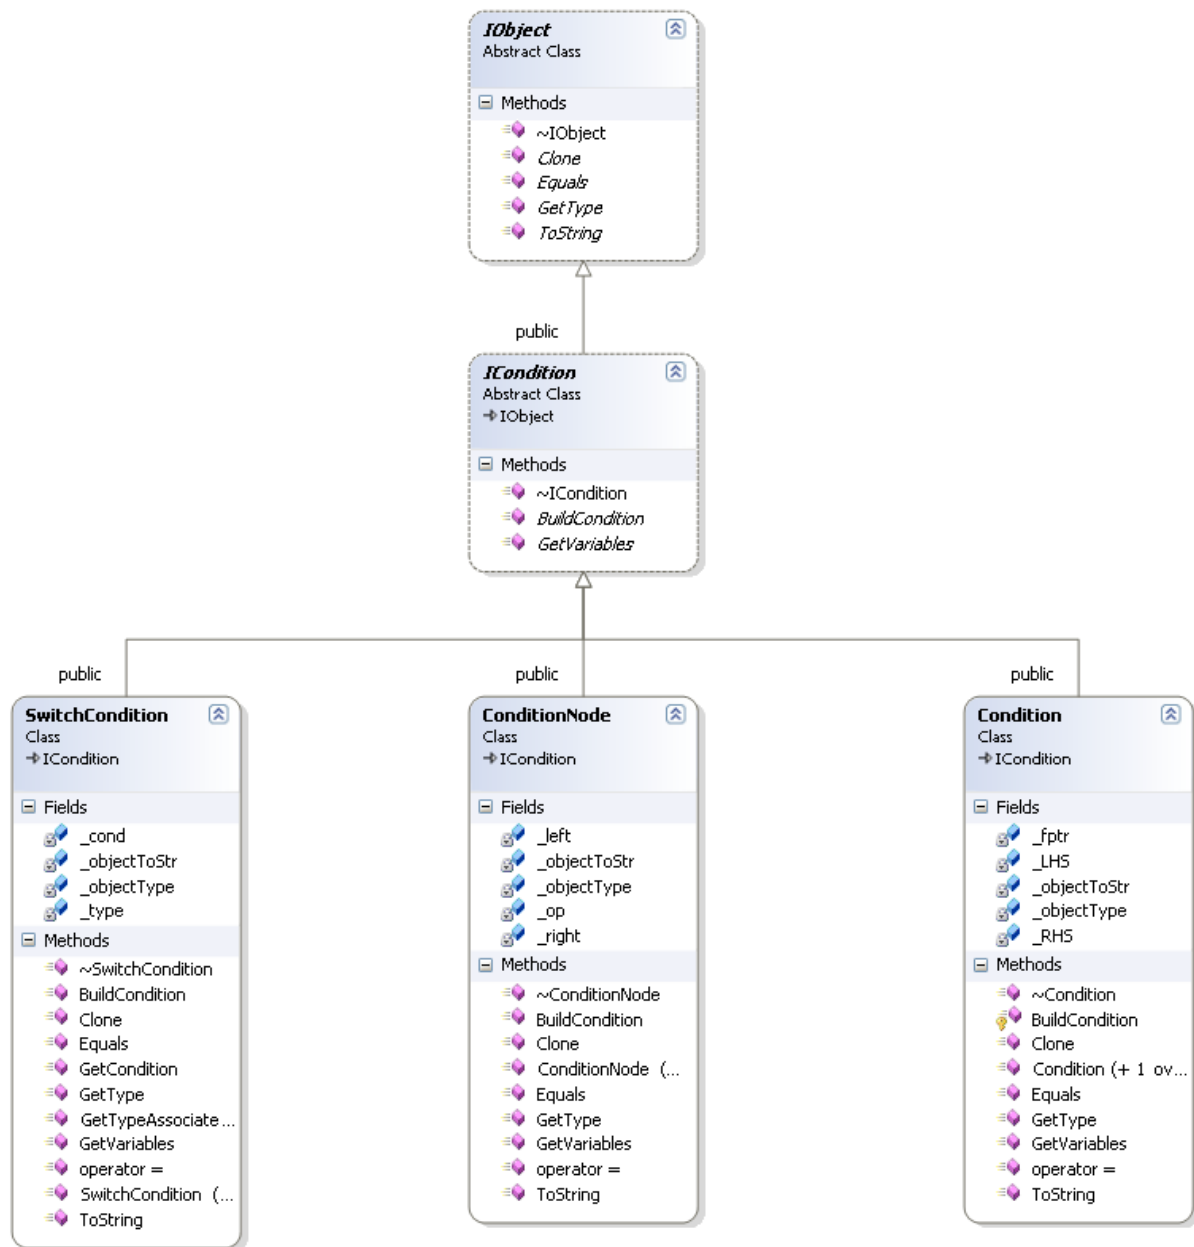 IObject
Abstract Class
Methods
~IObject
Clone
Equals
GetType
ToString
public
ICondition
Abstract Class
IObject
Methods
~ICondition
BuildCondition
GetVariables
public
public
public
SwitchCondition
Class
ICondition
Fields
_cond
_objectToStr
_objectType
_type
Methods
~SwitchCondition
BuildCondition
Clone
Equals
GetCondition
GetType
GetTypeAssociate...
GetVariables
operator =
SwitchCondition (...
ToString
ConditionNode
Class
ICondition
Fields
_left
_objectToStr
_objectType
_op
_right
Methods
~ConditionNode
BuildCondition
Clone
ConditionNode (...
Equals
GetType
GetVariables
operator =
ToString
Condition
Class
ICondition
Fields
_fptr
_LHS
_objectToStr
_objectType
_RHS
Methods
~Condition
BuildCondition
Clone
Condition (+ 1 ov...
Equals
GetType
GetVariables
operator =
ToString